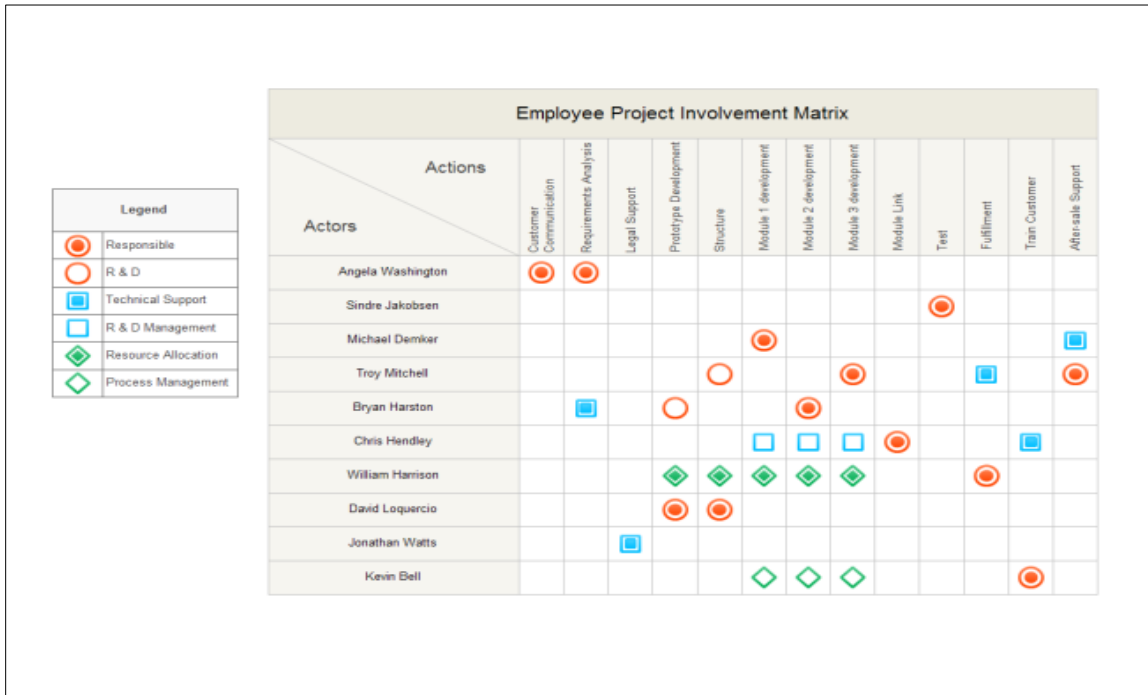 Employee Project Involvement Matrix
Actions
Actors
Customer
Communication
Requirements Analysis
Legal Support
Prototype Development
Structure
Module 1 development
Module 2 development
Module 3 development
Module Link
Test
Fulfillment
Train Customer
After-sale Support
Legend
Responsible
R & D
Technical Support
R & D Management
Resource Allocation
Process Management
Angela Washington
Sindre Jakobsen
Michael Demker
Troy Mitchell
Bryan Harston
Chris Hendley
William Harrison
David Loquercio
Jonathan Watts
Kevin Bell